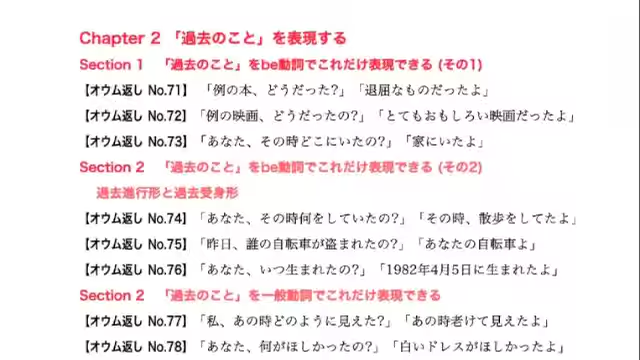 Chapter 2 「過去のこと」を表現する
Section 1 「過去のこと」をbe動詞でこれだけ表現できる (その1)
【オウム返し No.71】 「例の本、どうだった?」「退屈なものだったよ」
【オウム返し No.72】「例の映画、どうだったの?」「とてもおもしろい映画だったよ」
【オウム返し No.73】「あなた、その時どこにいたの?」「家にいたよ」
Section 2 「過去のこと」をbe動詞でこれだけ表現できる (その2)
過去進行形と過去受身形
【オウム返し No.74】「あなた、その時何をしていたの?」「その時、散歩をしてたよ」
【オウム返し No.75】「昨日、誰の自転車が盗まれたの?」「あなたの自転車よ」
【オウム返し No.76】「あなた、いつ生まれたの?」「1982年4月5日に生まれたよ」
Section 2 「過去のこと」を一般動詞でこれだけ表現できる
【オウム返し No.77】「私、あの時どのように見えた?」「あの時老けて見えたよ」
【オウム返し No.78】「あなた、何がほしかったの?」「白いドレスがほしかったよ」